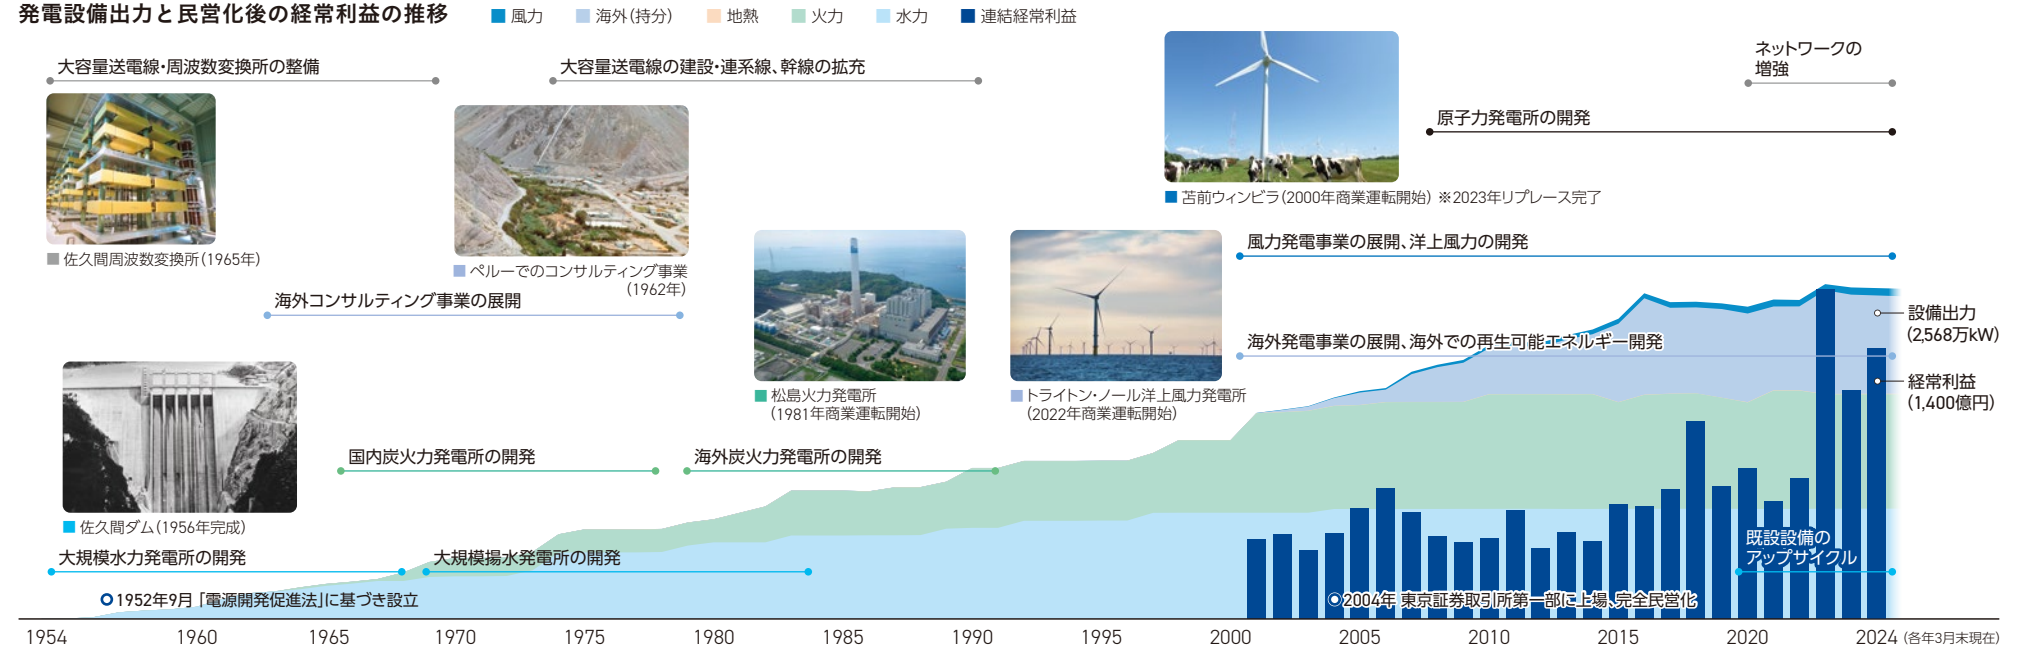 発電設備出力と民営化後の経常利益の推移
風力 海外(持分) 地熱 火力 水力 連結経常利益
大容量送電線・周波数変換所の整備
大容量送電線の建設・連系線、幹線の拡充
ネットワークの
増強
原子力発電所の開発
苫前ウィンビラ(2000年商業運転開始) ※2023年リプレース完了
佐久間周波数変換所(1965年)
ペルーでのコンサルティング事業
(1962年)
風力発電事業の展開、洋上風力の開発
海外コンサルティング事業の展開
設備出力
(2,568万kW)
海外発電事業の展開、海外での再生可能エネルギー開発
経常利益
(1,400億円)
松島火力発電所
(1981年商業運転開始)
トライトン・ノール洋上風力発電所
(2022年商業運転開始)
国内炭火力発電所の開発
海外炭火力発電所の開発
佐久間ダム(1956年完成)
大規模水力発電所の開発
大規模揚水発電所の開発
既設設備の
アップサイクル
1952年9月「電源開発促進法」に基づき設立
2004年 東京証券取引所第一部に上場、完全民営化
1954 1960 1965 1970 1975 1980 1985 1990 1995 2000 2005 2010 2015 2020 2024 (各年3月末現在)